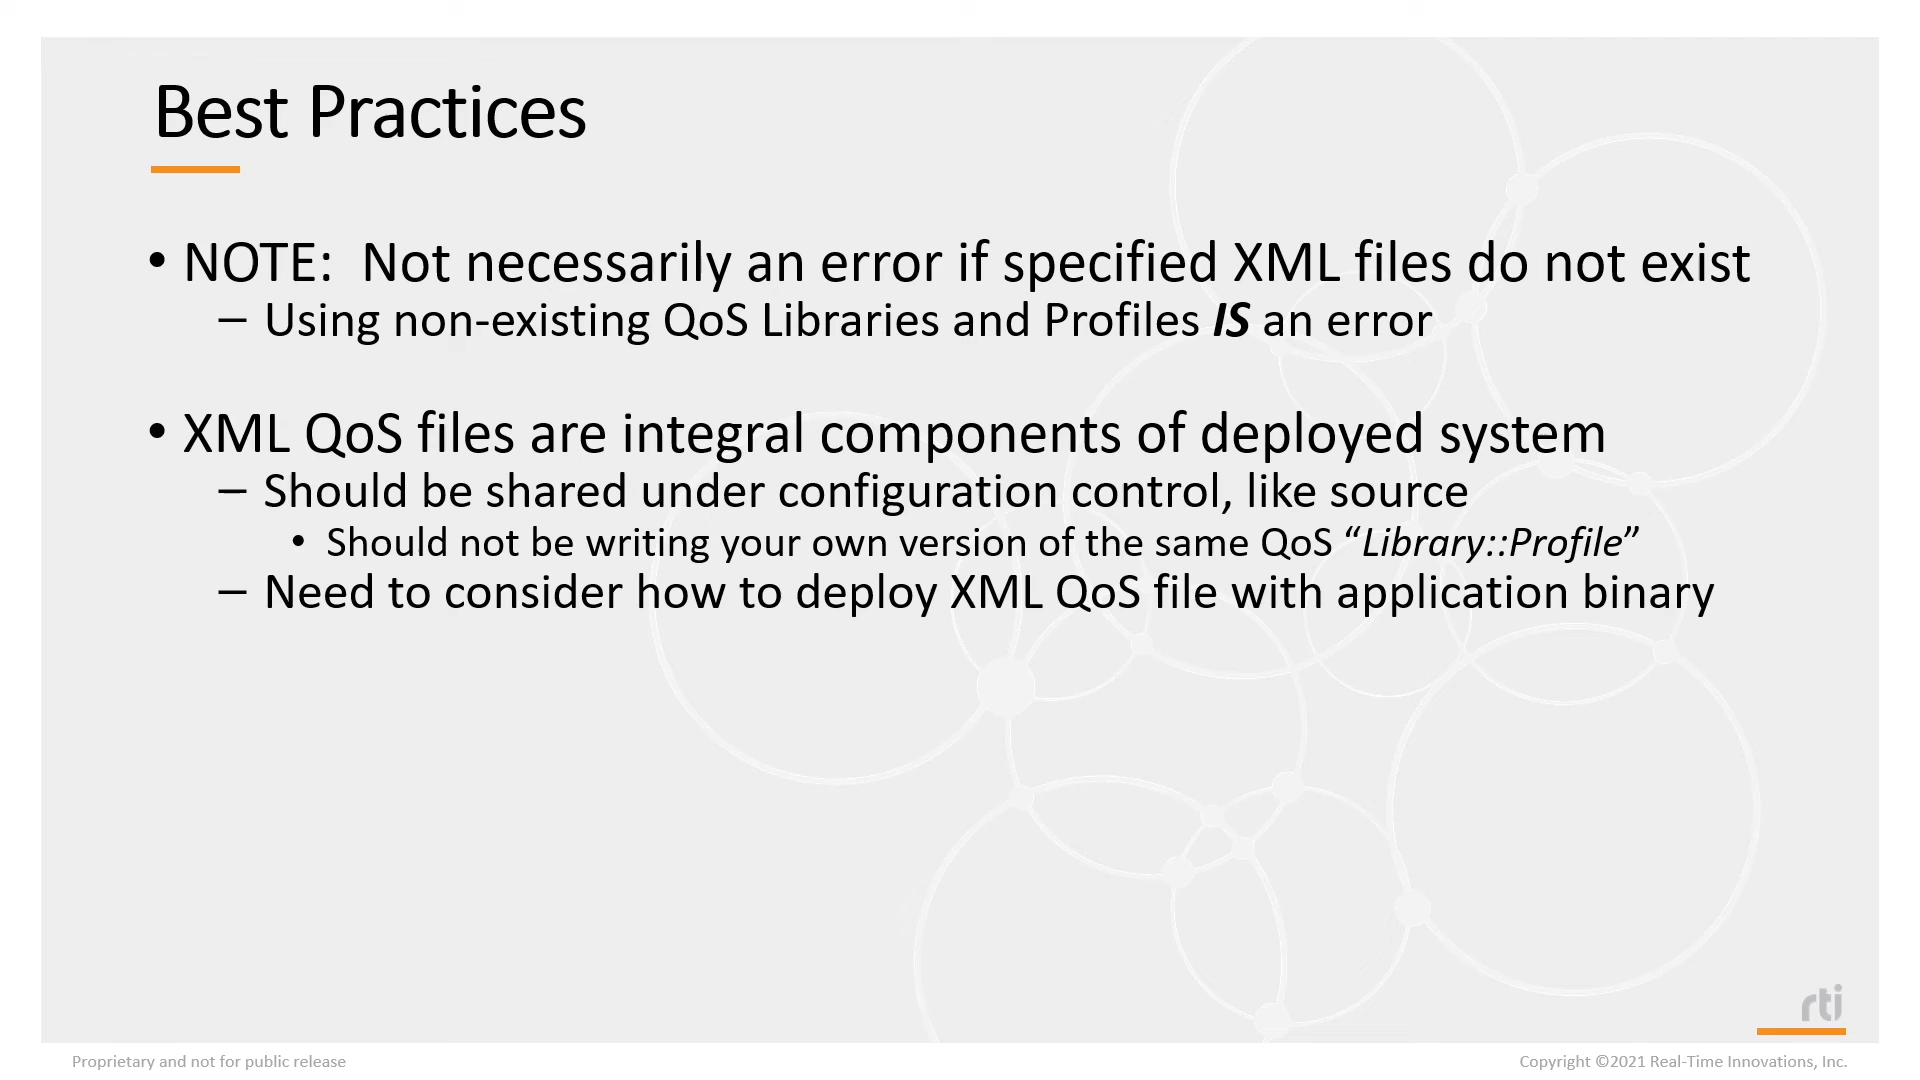 Best Practices
• NOTE:  Not necessarily an error if specified XML files do not exist
– Using non-existing QoS Libraries and Profiles IS an error
• XML QoS files are integral components of deployed system
– Should be shared under configuration control, like source
• Should not be writing your own version of the same QoS “Library::Profile”
– Need to consider how to deploy XML QoS file with application binary
rti
Proprietary and not for public release
Copyright ©2021 Real-Time Innovations, Inc.